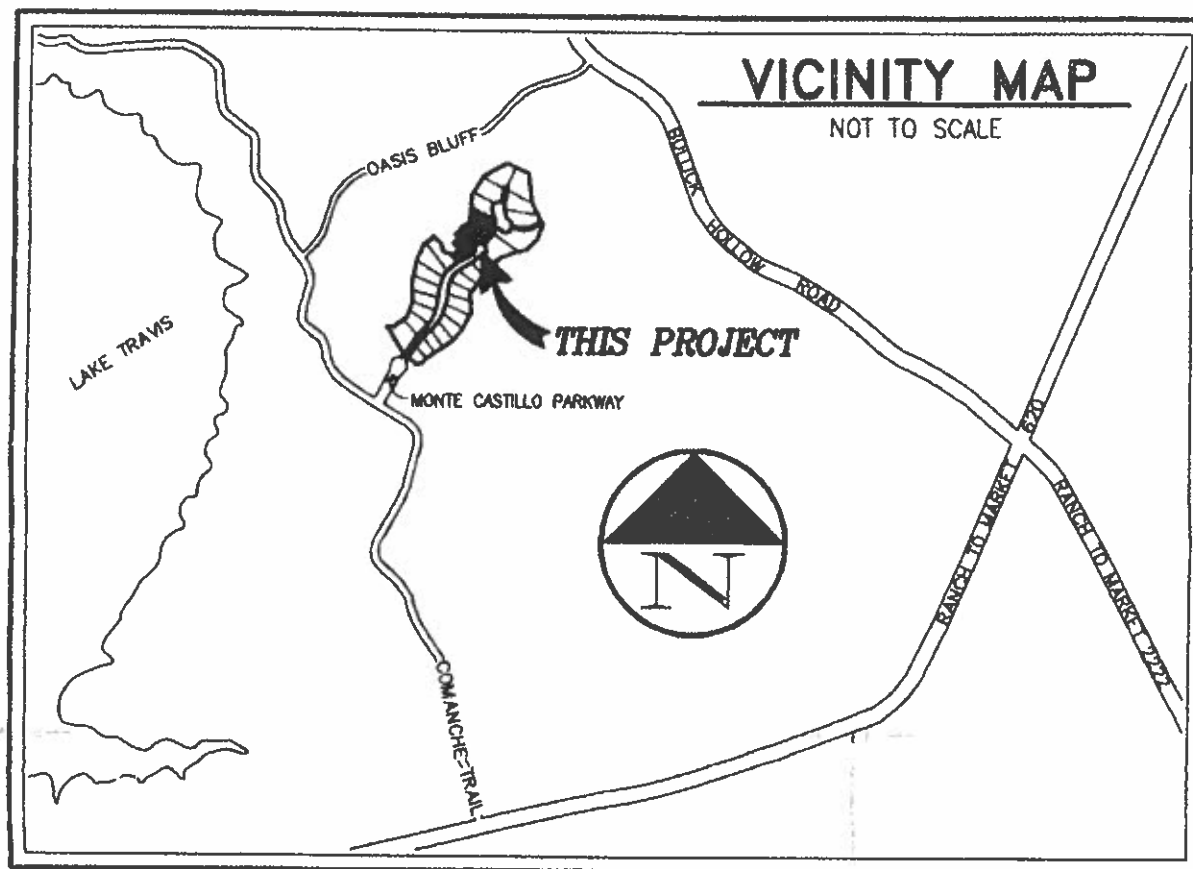 VICINITY MAP
NOT TO SCALE
OASIS BLUFF
BULLICK HOLLOW ROAD
LAKE TRAVIS
THIS PROJECT
MONTE CASTILLO PARKWAY
RANCH TO MARKET 620
RANCH TO MARKET 2222
N
COMANCHE TRAIL